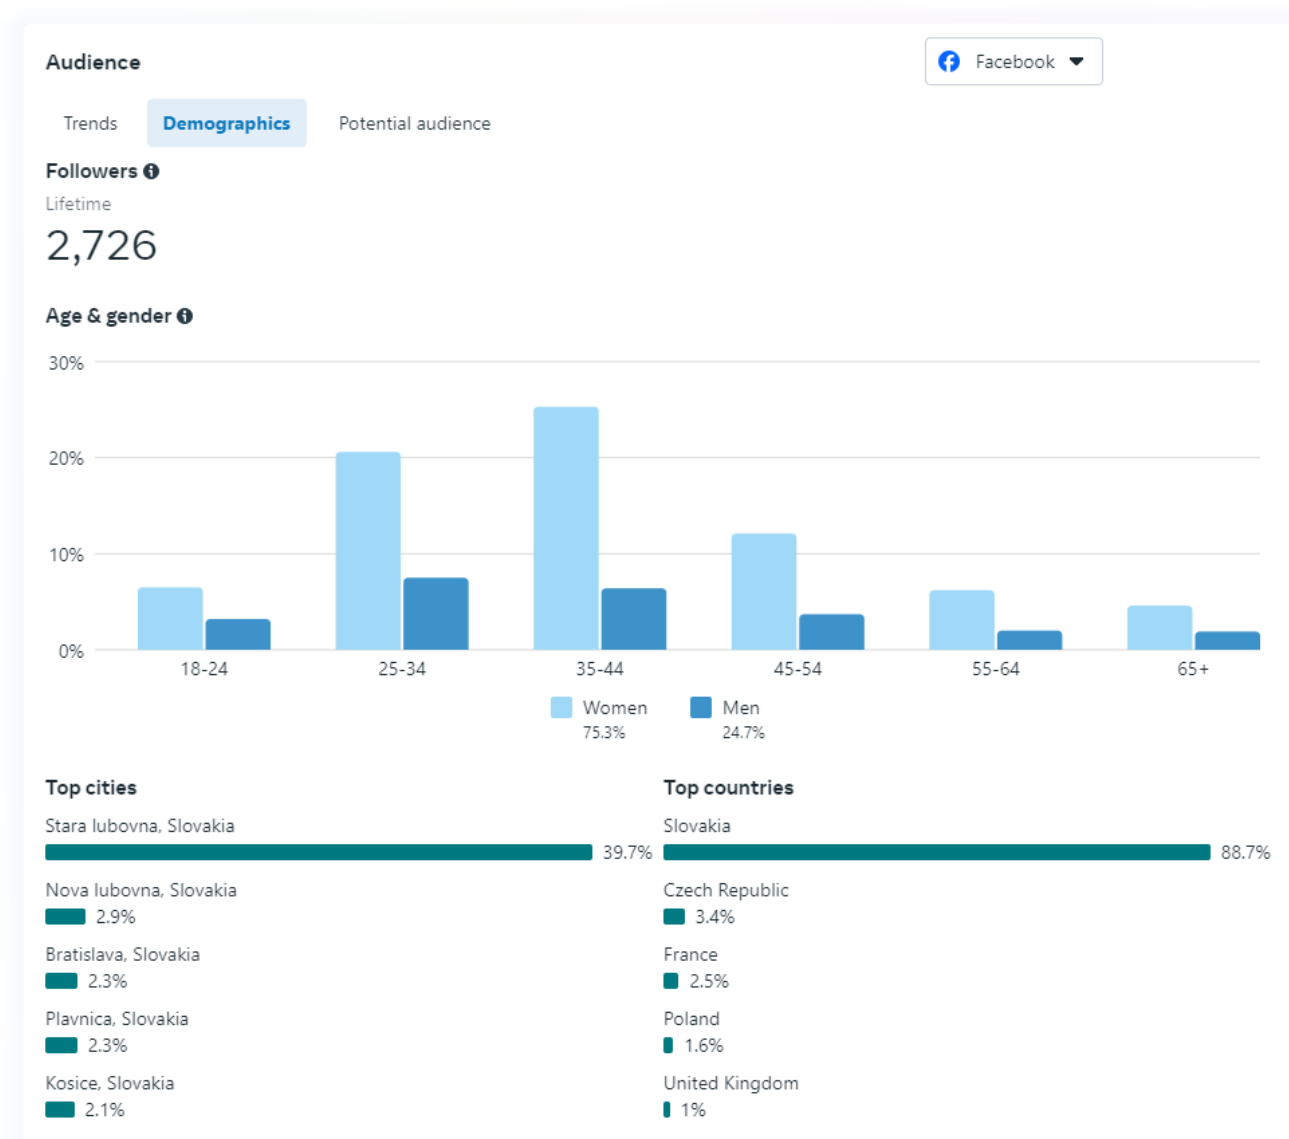 Audience
Facebook
Trends
Demographics
Potential audience
Followers
Lifetime
2,726
Age & gender
30%
20%
10%
0%
18-24
25-34
35-44
45-54
55-64
65+
Women
75.3%
Men
24.7%
Top cities
Stara lubovna, Slovakia
39.7%
Nova lubovna, Slovakia
2.9%
Bratislava, Slovakia
2.3%
Plavnica, Slovakia
2.3%
Kosice, Slovakia
2.1%
Top countries
Slovakia
88.7%
Czech Republic
3.4%
France
2.5%
Poland
1.6%
United Kingdom
1%